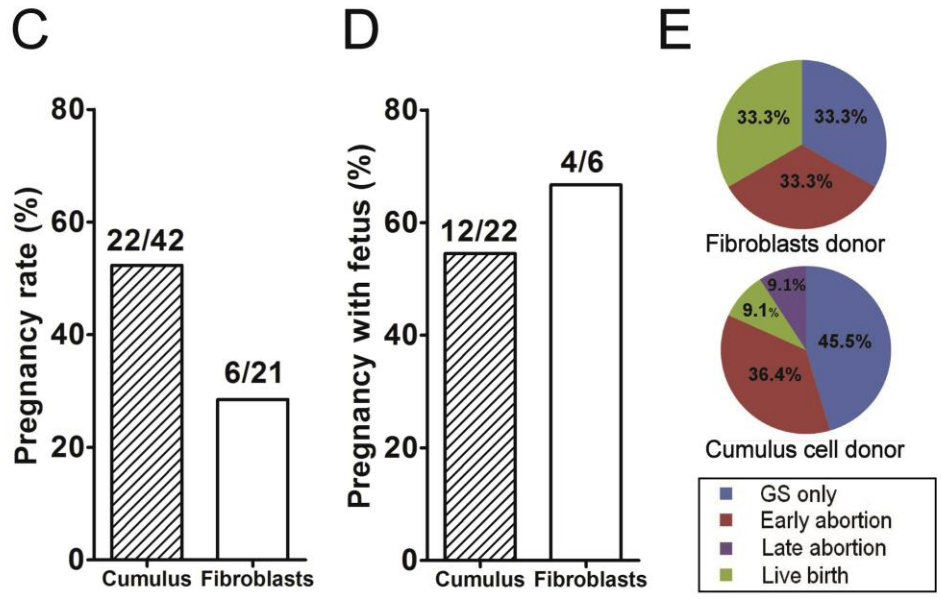 C
Pregnancy rate (%)
80
60
40
20
0
22/42
6/21
Cumulus
Fibroblasts
D
Pregnancy with fetus (%)
80
60
40
20
0
12/22
4/6
Cumulus
Fibroblasts
E
33.3%
33.3%
33.3%
Fibroblasts donor
9.1%
9.1%
45.5%
36.4%
Cumulus cell donor
GS only
Early abortion
Late abortion
Live birth